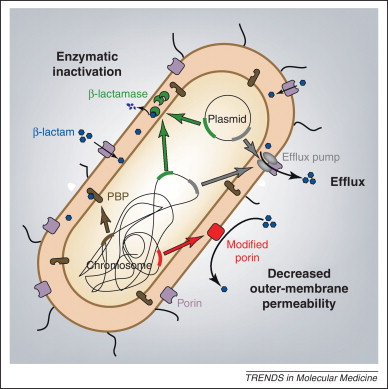 Enzymatic
inactivation
β-lactamase
Plasmid
β-lactam
Efflux pump
Efflux
PBP
Modified
porin
Chromosome
Decreased
outer-membrane
permeability
Porin
TRENDS in Molecular Medicine